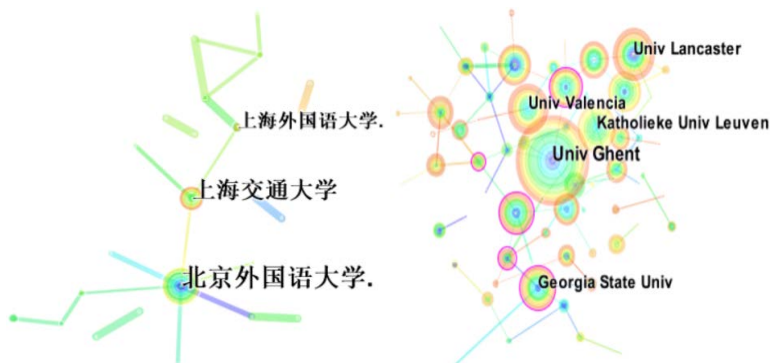 上海外国语大学.
上海交通大学
北京外国语大学.
Univ Lancaster
Univ Valencia
Katholieke Univ Leuven
Univ Ghent
Georgia State Univ